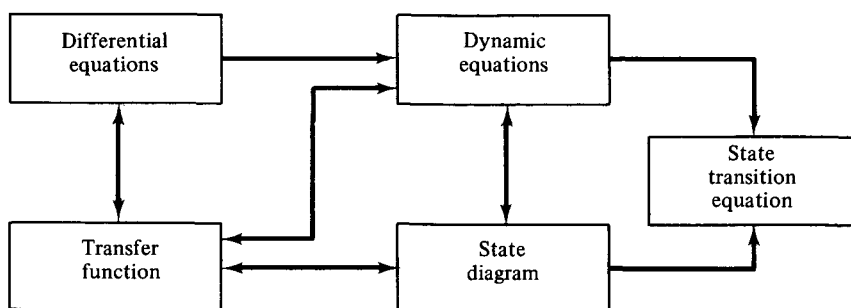 Differential
equations
Dynamic
equations
State
transition
equation
Transfer
function
State
diagram